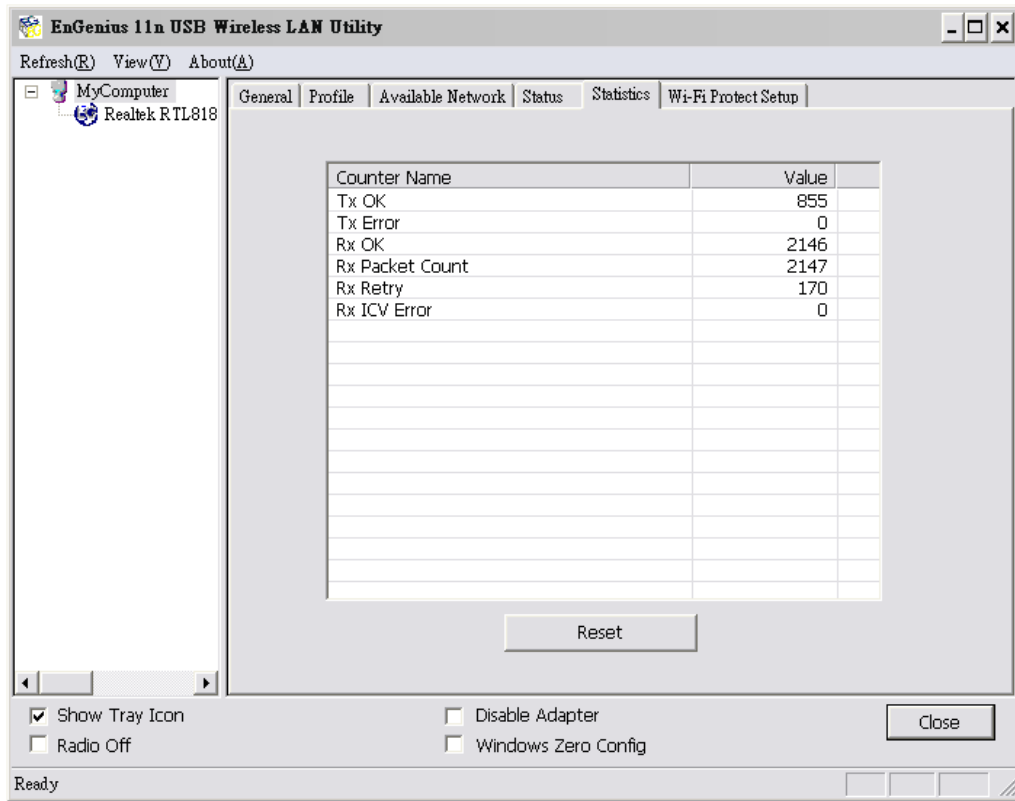 EnGenius 11n USB Wireless LAN Utility
Refresh(R) View(V) About(A)
MyComputer
Realtek RTL818
General Profile Available Network Status Statistics Wi-Fi Protect Setup
Counter Name Value
Tx OK 855
Tx Error 0
Rx OK 2146
Rx Packet Count 2147
Rx Retry 170
Rx ICV Error 0
Reset
Show Tray Icon Disable Adapter Close
Radio Off Windows Zero Config
Ready